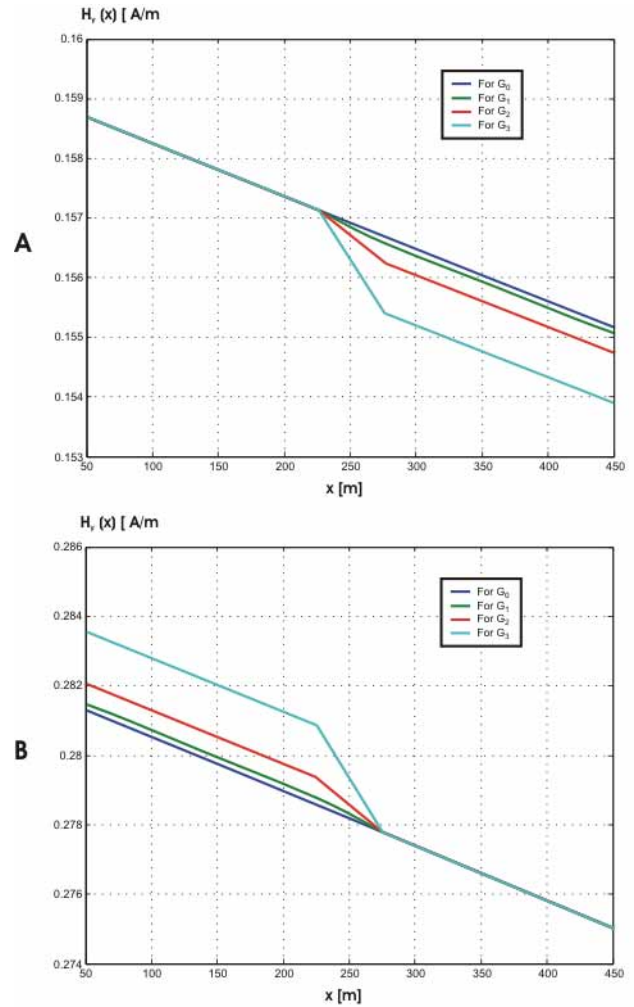 Hᵧ (x) [ A/m
0.16
0.159
0.158
0.157
0.156
0.155
0.154
0.153
For G₀
For G₁
For G₂
For G₃
A
50 100 150 200 250 300 350 400 450
x [m]
Hᵧ (x) [ A/m
0.286
0.284
0.282
0.28
0.278
0.276
0.274
For G₀
For G₁
For G₂
For G₃
B
50 100 150 200 250 300 350 400 450
x [m]